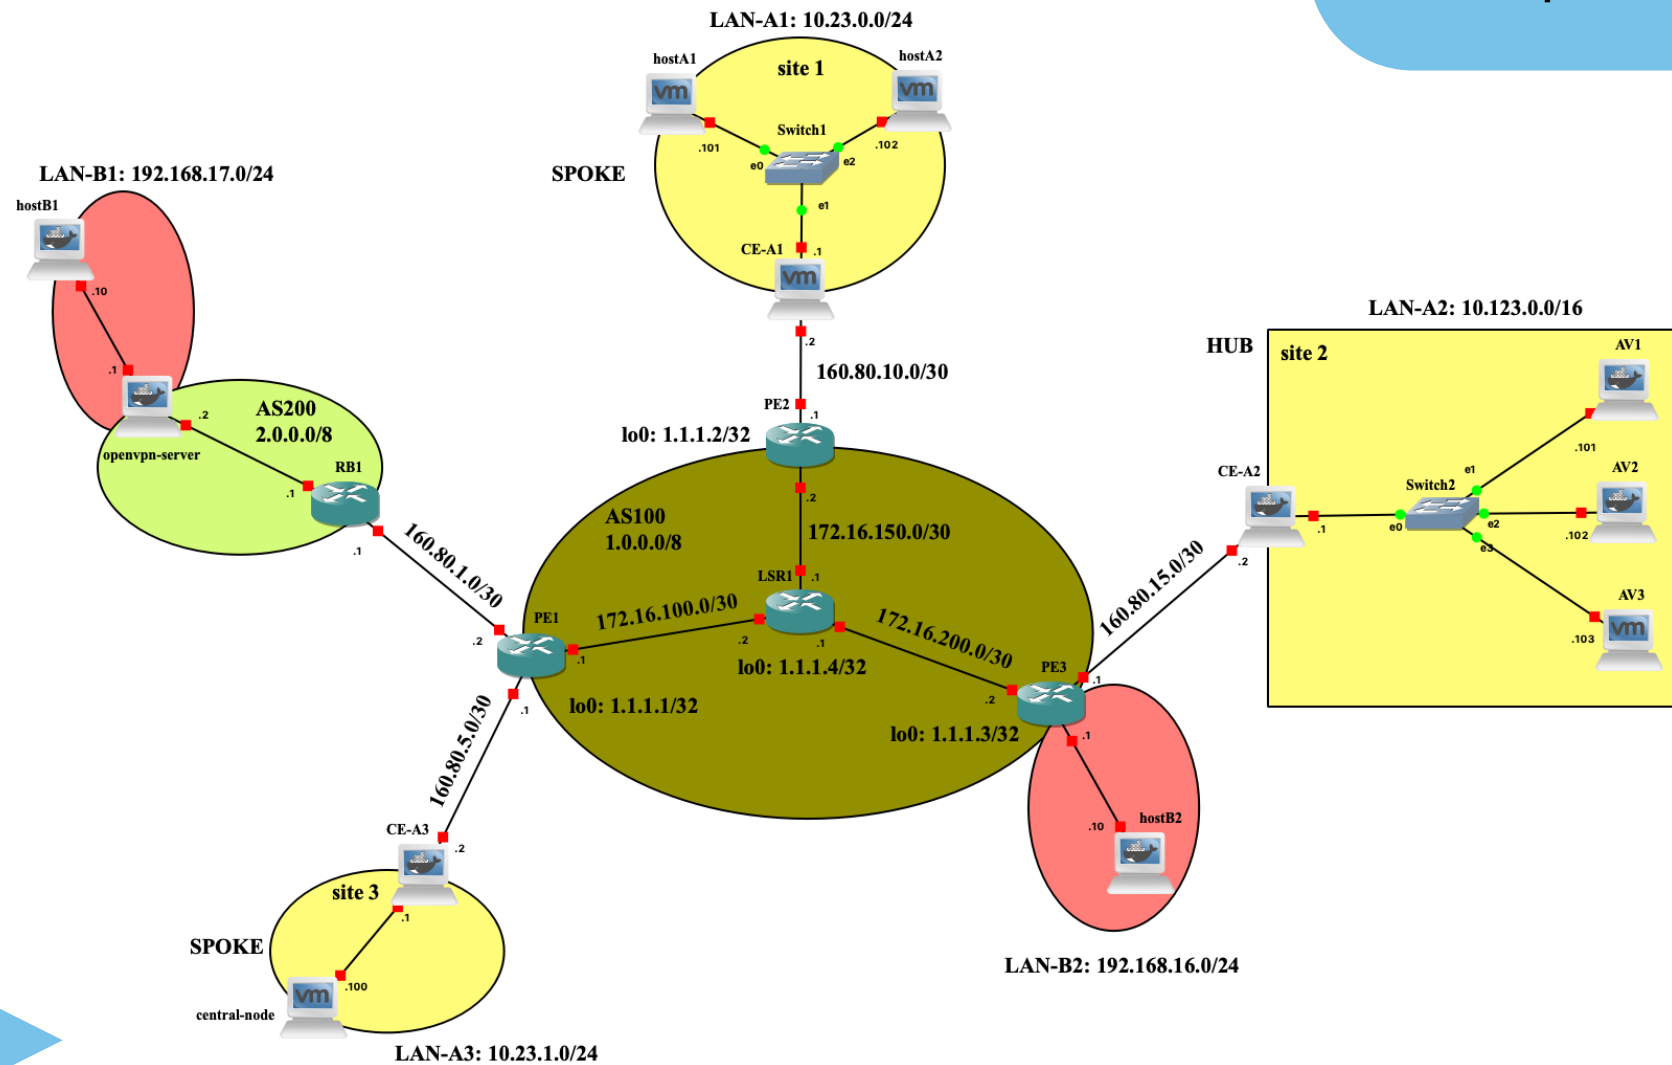 LAN-A1: 10.23.0.0/24
hostA1
hostA2
site 1
vm
vm
Switch1
.101
.102
e0
e2
SPOKE
e1
CE-A1
.1
vm
.2
160.80.10.0/30
PE2
.1
lo0: 1.1.1.2/32
LAN-B1: 192.168.17.0/24
hostB1
.10
.1
AS200
2.0.0.0/8
.2
openvpn-server
RB1
.1
.1
160.80.1.0/30
.2
PE1
.1
.1
lo0: 1.1.1.1/32
AS100
1.0.0.0/8
.2
172.16.150.0/30
LSR1
.1
172.16.100.0/30
.2
.1
172.16.200.0/30
lo0: 1.1.1.4/32
PE3
.1
.2
lo0: 1.1.1.3/32
.1
.10
hostB2
LAN-B2: 192.168.16.0/24
160.80.15.0/30
.2
LAN-A2: 10.123.0.0/16
HUB
site 2
AV1
.101
CE-A2
.1
e1
Switch2
e0
e2
e3
AV2
.102
AV3
vm
.103
160.80.5.0/30
CE-A3
.2
site 3
.1
SPOKE
vm
.100
central-node
LAN-A3: 10.23.1.0/24